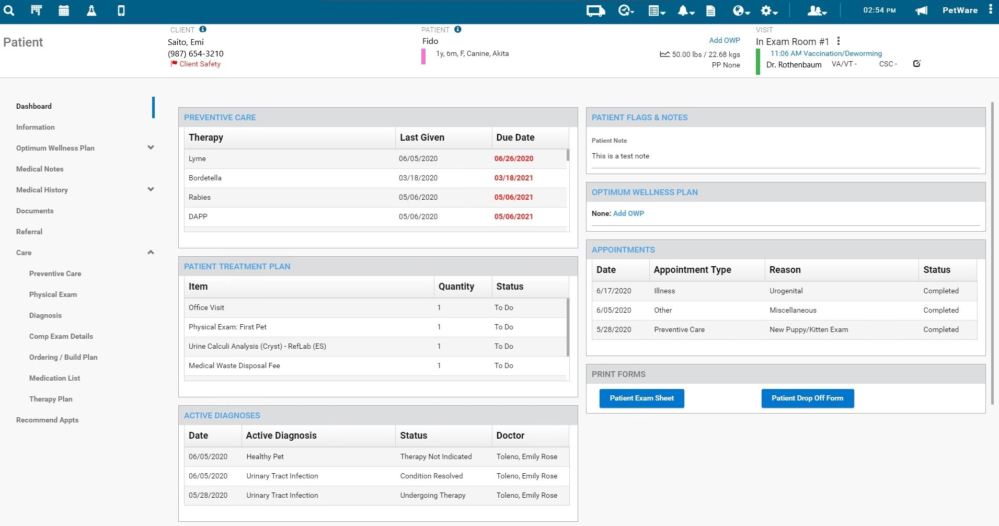 02:54 PM
PetWare
Patient
CLIENT
Saito, Emi
(987) 654-3210
Client Safety
PATIENT
Fido
1y, 6m, F, Canine, Akita
Add OWP
50.00 lbs / 22.68 kgs
PP None
VISIT
In Exam Room #1
11:06 AM Vaccination/Deworming
Dr. Rothenbaum VA/VT - CSC -
Dashboard
Information
Optimum Wellness Plan
Medical Notes
Medical History
Documents
Referral
Care
Preventive Care
Physical Exam
Diagnosis
Comp Exam Details
Ordering / Build Plan
Medication List
Therapy Plan
Recommend Appts
PREVENTIVE CARE
Therapy Last Given Due Date
Lyme 06/05/2020 06/26/2020
Bordetella 03/18/2020 03/18/2021
Rabies 05/06/2020 05/06/2021
DAPP 05/06/2020 05/06/2021
PATIENT TREATMENT PLAN
Item Quantity Status
Office Visit 1 To Do
Physical Exam: First Pet 1 To Do
Urine Calculi Analysis (Cryst) - RefLab (ES) 1 To Do
Medical Waste Disposal Fee 1 To Do
ACTIVE DIAGNOSES
Date Active Diagnosis Status Doctor
06/05/2020 Healthy Pet Therapy Not Indicated Toleno, Emily Rose
06/05/2020 Urinary Tract Infection Condition Resolved Toleno, Emily Rose
05/28/2020 Urinary Tract Infection Undergoing Therapy Toleno, Emily Rose
PATIENT FLAGS & NOTES
Patient Note
This is a test note
OPTIMUM WELLNESS PLAN
None: Add OWP
APPOINTMENTS
Date Appointment Type Reason Status
6/17/2020 Illness Urogenital Completed
6/05/2020 Other Miscellaneous Completed
5/28/2020 Preventive Care New Puppy/Kitten Exam Completed
PRINT FORMS
Patient Exam Sheet Patient Drop Off Form